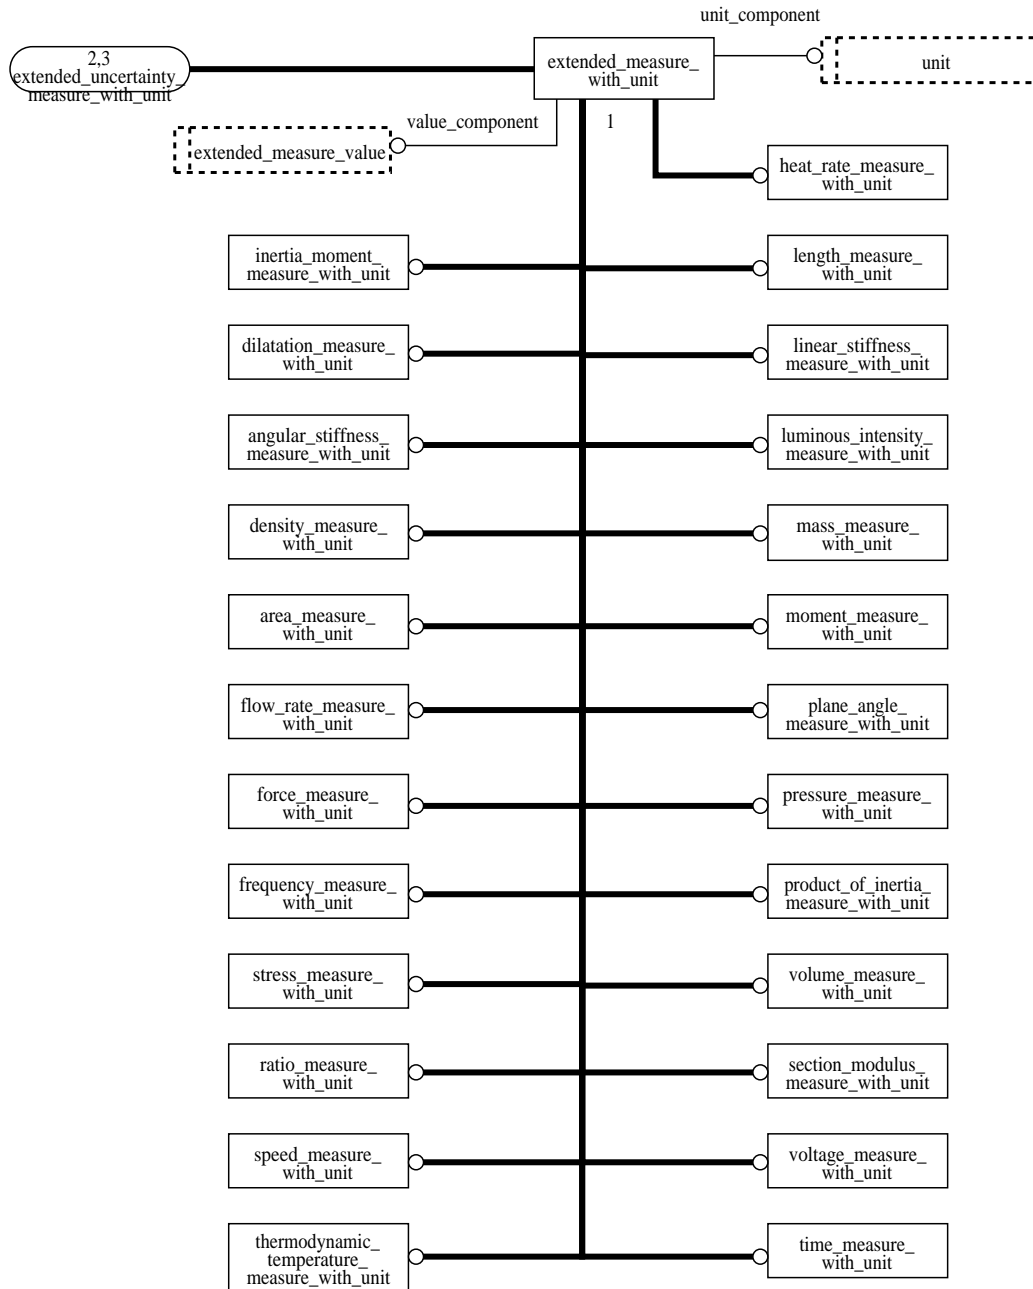 unit_component
2,3
extended_uncertainty_
measure_with_unit
extended_measure_
with_unit
unit
value_component
1
extended_measure_value
heat_rate_measure_
with_unit
inertia_moment_
measure_with_unit
length_measure_
with_unit
dilatation_measure_
with_unit
linear_stiffness_
measure_with_unit
angular_stiffness_
measure_with_unit
luminous_intensity_
measure_with_unit
density_measure_
with_unit
mass_measure_
with_unit
area_measure_
with_unit
moment_measure_
with_unit
flow_rate_measure_
with_unit
plane_angle_
measure_with_unit
force_measure_
with_unit
pressure_measure_
with_unit
frequency_measure_
with_unit
product_of_inertia_
measure_with_unit
stress_measure_
with_unit
volume_measure_
with_unit
ratio_measure_
with_unit
section_modulus_
measure_with_unit
speed_measure_
with_unit
voltage_measure_
with_unit
thermodynamic_
temperature_
measure_with_unit
time_measure_
with_unit